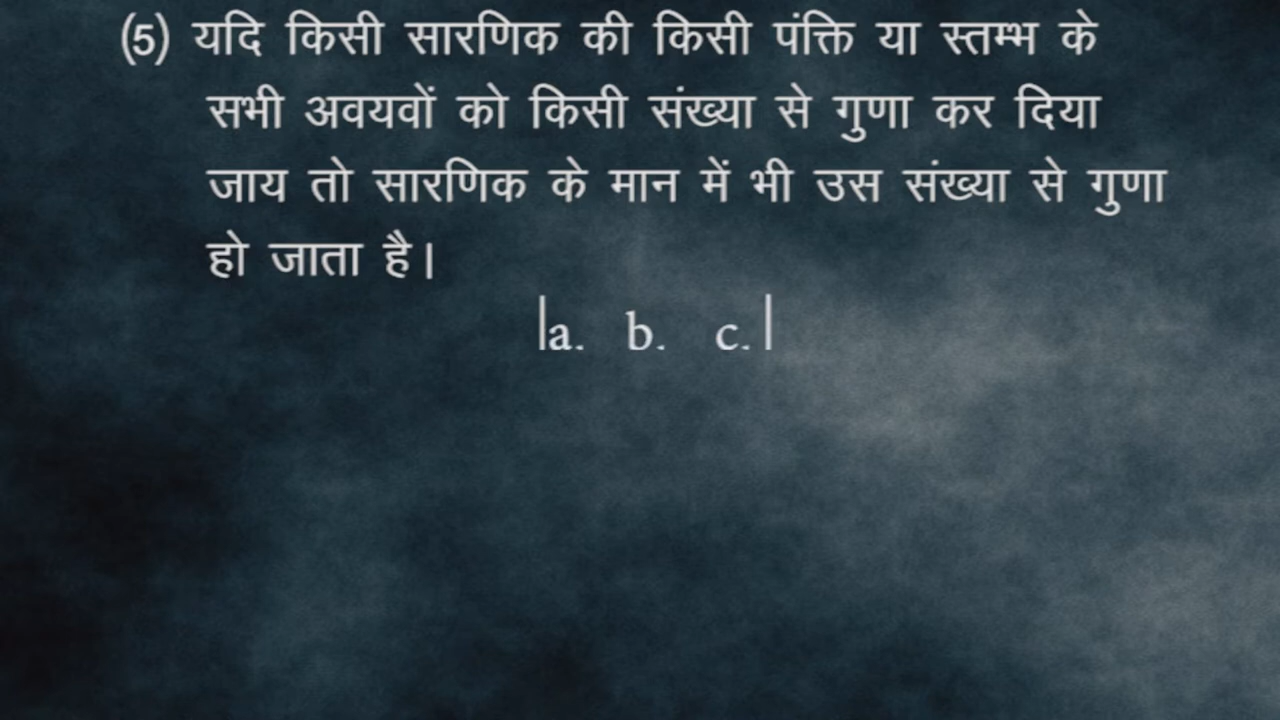 (5) यदि किसी सारणिक की किसी पंक्ति या स्तम्भ के
सभी अवयवों को किसी संख्या से गुणा कर दिया
जाय तो सारणिक के मान में भी उस संख्या से गुणा
हो जाता है।
|a. b. c.|